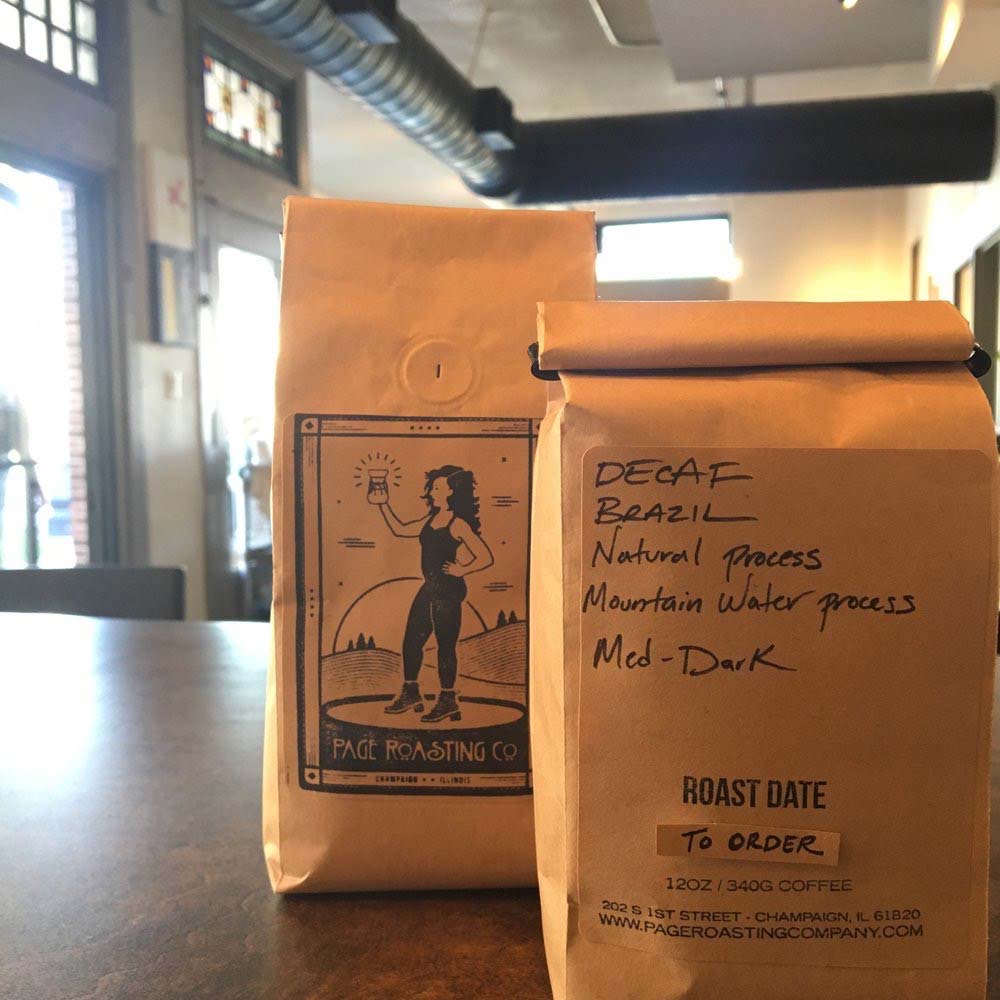 PAGE ROASTING CO
CHAMPAIGN ILLINOIS
DECAF
BRAZIL
Natural process
Mountain Water process
Med-Dark
ROAST DATE
TO ORDER
12OZ / 340G COFFEE
202 S 1ST STREET - CHAMPAIGN, IL 61820
WWW.PAGEROASTINGCOMPANY.COM